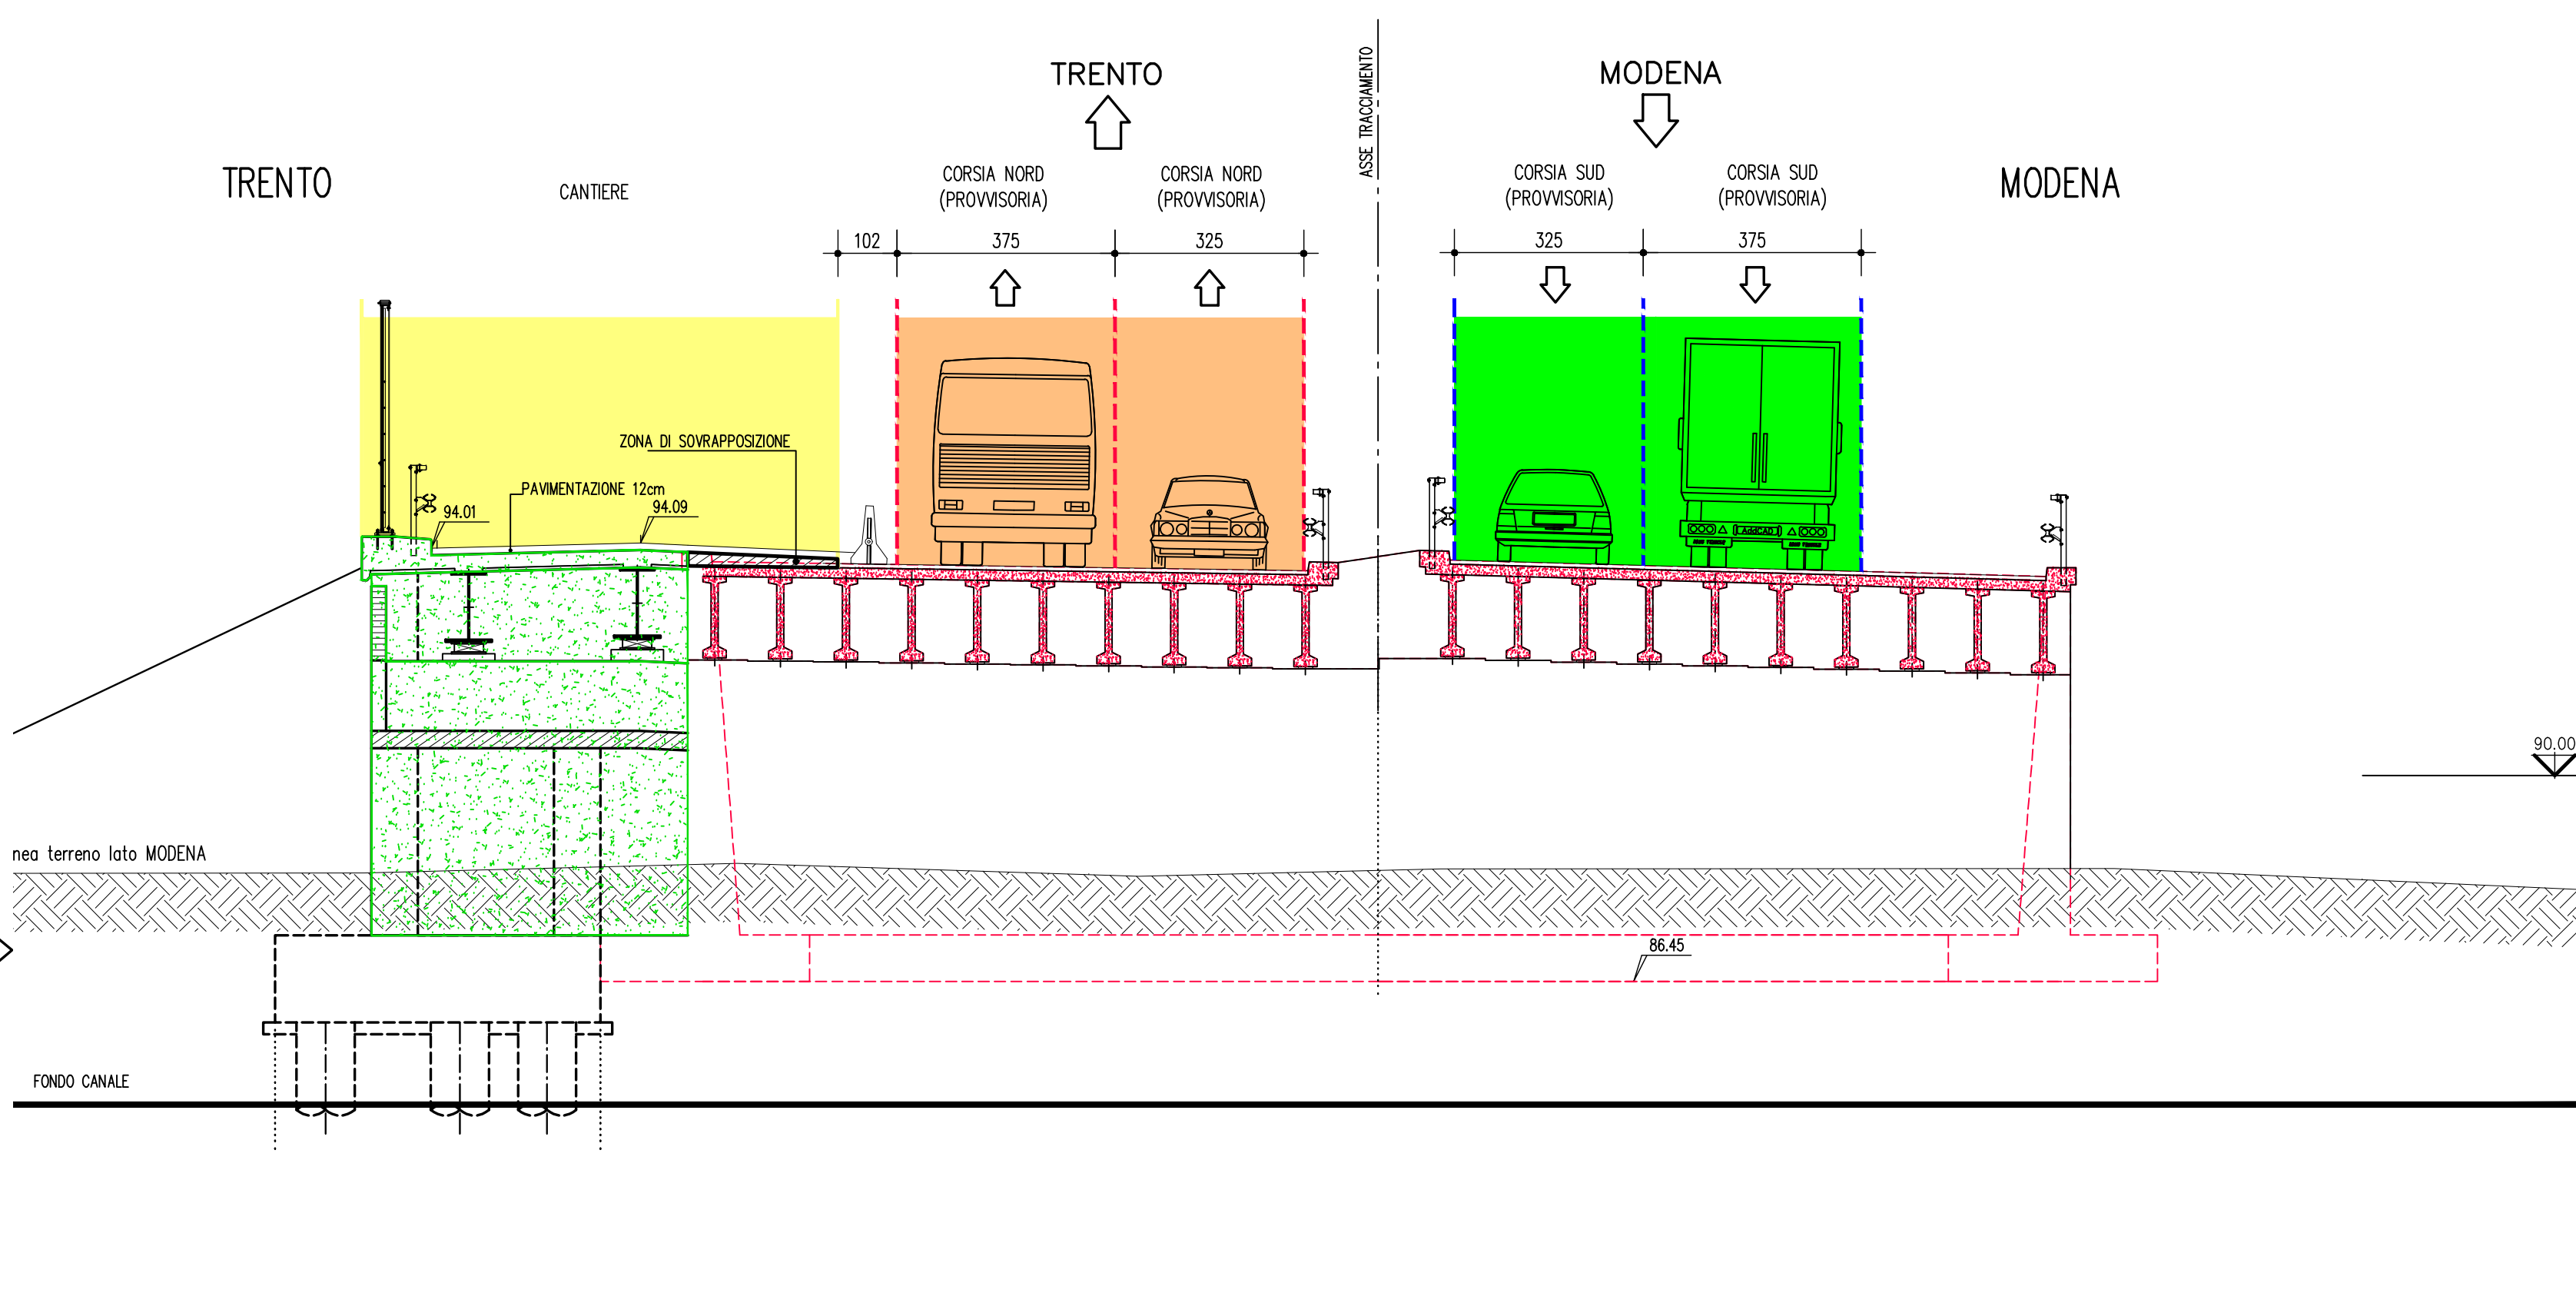 TRENTO
MODENA
ASSE TRACCIAMENTO
TRENTO
CANTIERE
CORSIA NORD
(PROVVISORIA)
CORSIA NORD
(PROVVISORIA)
CORSIA SUD
(PROVVISORIA)
CORSIA SUD
(PROVVISORIA)
MODENA
102
375
325
325
375
ZONA DI SOVRAPPOSIZIONE
PAVIMENTAZIONE 12cm
94.01
94.09
AddCAD
90.00
nea terreno lato MODENA
86.45
FONDO CANALE